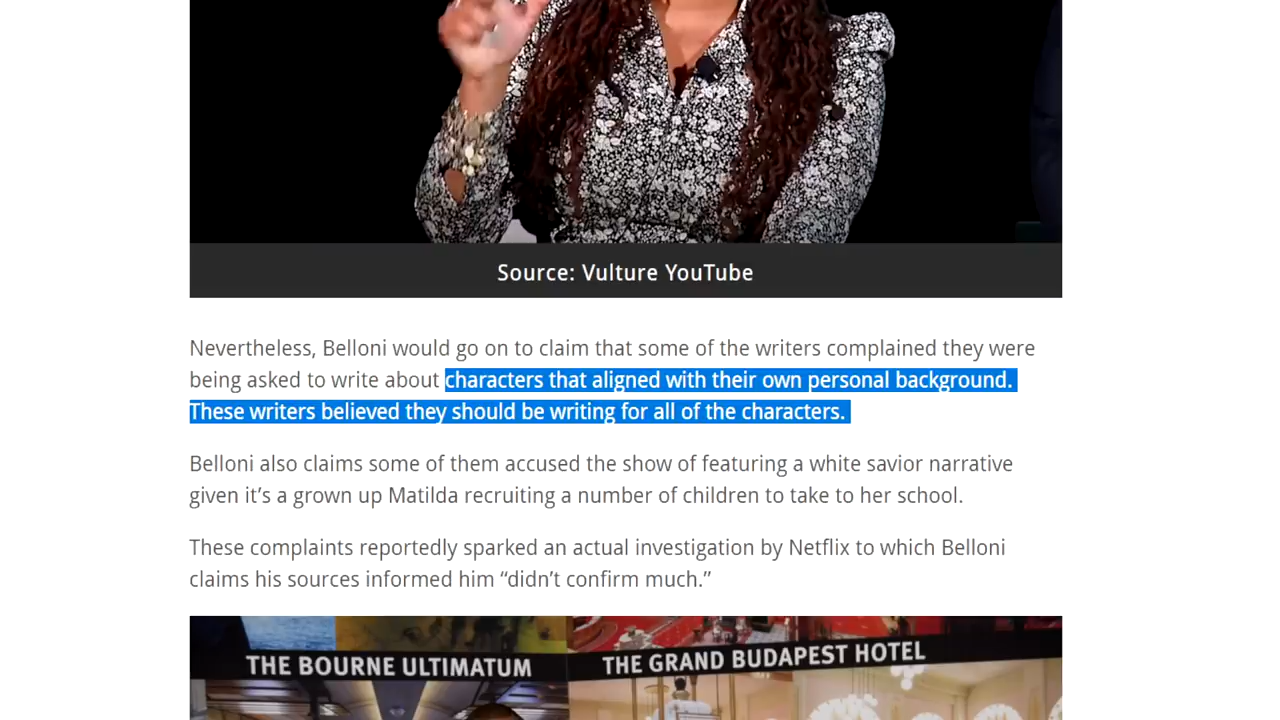 Source: Vulture YouTube
Nevertheless, Belloni would go on to claim that some of the writers complained they were
being asked to write about characters that aligned with their own personal background.
These writers believed they should be writing for all of the characters.
Belloni also claims some of them accused the show of featuring a white savior narrative
given it’s a grown up Matilda recruiting a number of children to take to her school.
These complaints reportedly sparked an actual investigation by Netflix to which Belloni
claims his sources informed him “didn’t confirm much.”
THE BOURNE ULTIMATUM
THE GRAND BUDAPEST HOTEL